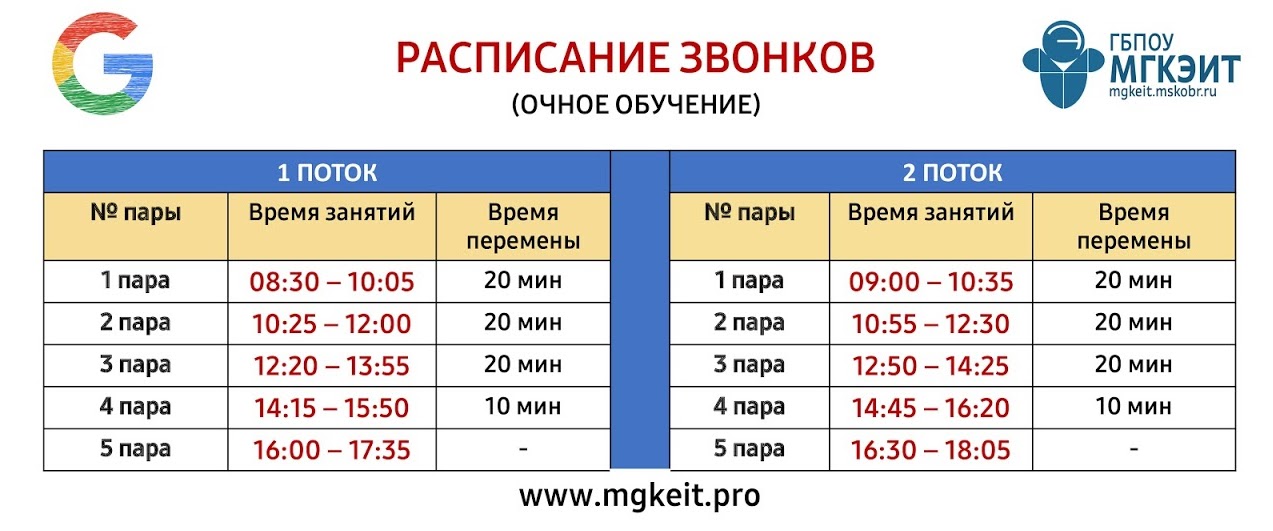 РАСПИСАНИЕ ЗВОНКОВ
(ОЧНОЕ ОБУЧЕНИЕ)
ГБПОУ
МГКЭИТ
mgkeit.mskobr.ru
1 ПОТОК 2 ПОТОК
№ пары Время занятий Время перемены № пары Время занятий Время перемены
1 пара 08:30 – 10:05 20 мин 1 пара 09:00 – 10:35 20 мин
2 пара 10:25 – 12:00 20 мин 2 пара 10:55 – 12:30 20 мин
3 пара 12:20 – 13:55 20 мин 3 пара 12:50 – 14:25 20 мин
4 пара 14:15 – 15:50 10 мин 4 пара 14:45 – 16:20 10 мин
5 пара 16:00 – 17:35 - 5 пара 16:30 – 18:05 -
www.mgkeit.pro